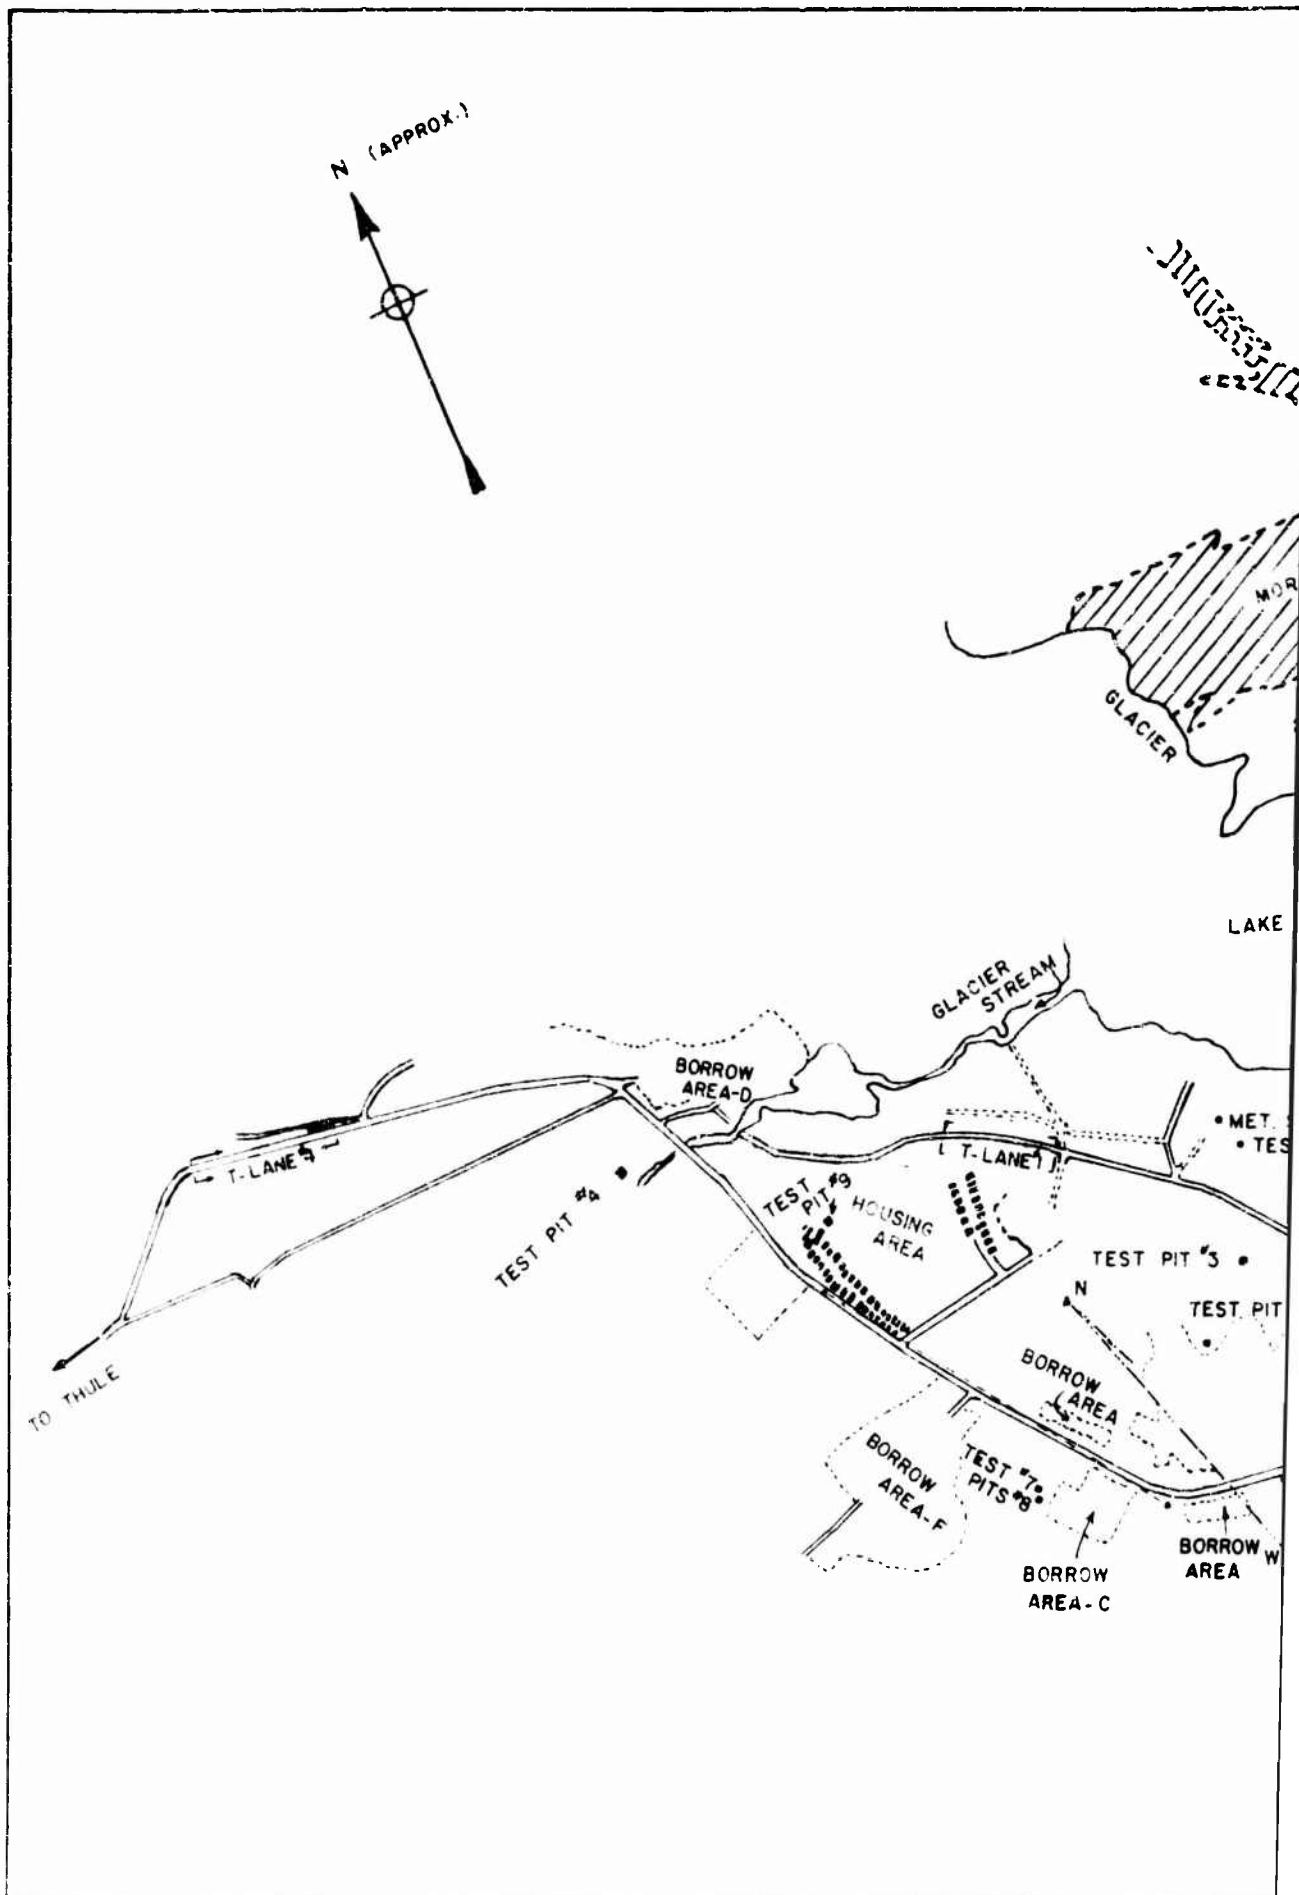 N (APPROX.)
MOR
GLACIER
LAKE
GLACIER
STREAM
BORROW
AREA-D
MET.
TES
T-LANE
T-LANE 1
TEST PIT #4
TEST
PIT #9
HOUSING
AREA
TEST PIT #3
N
TEST PIT
TO THULE
BORROW
AREA
BORROW
AREA-F
TEST #7
PITS #8
BORROW
AREA
W
BORROW
AREA-C